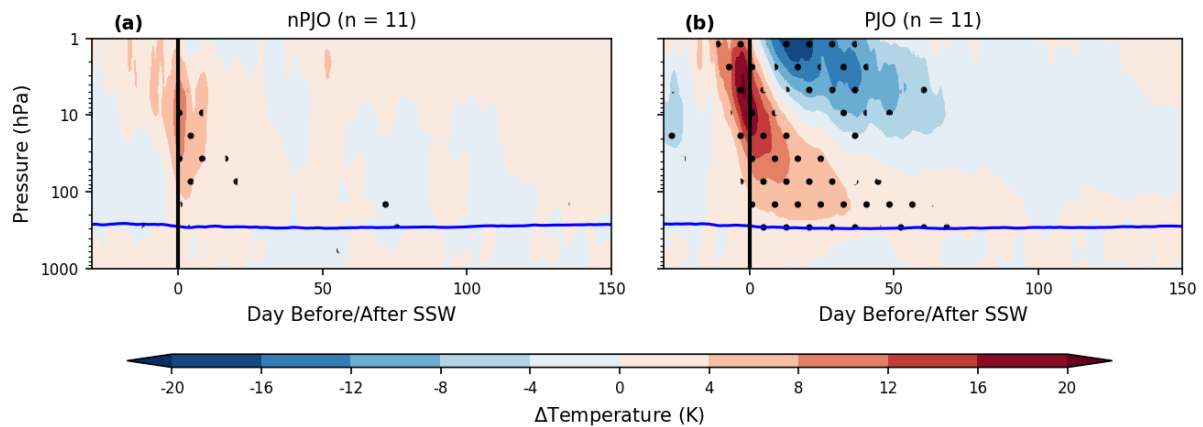 (a) nPJO (n = 11)
(b) PJO (n = 11)
Pressure (hPa)
1
10
100
1000
0 50 100 150
0 50 100 150
Day Before/After SSW
Day Before/After SSW
-20 -16 -12 -8 -4 0 4 8 12 16 20
ΔTemperature (K)